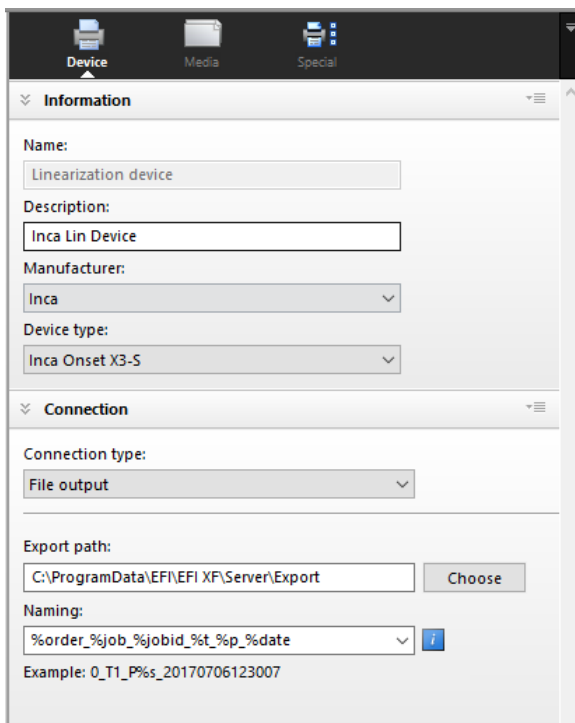 Device
Media
Special
Information
Name:
Linearization device
Description:
Inca Lin Device
Manufacturer:
Inca
Device type:
Inca Onset X3-S
Connection
Connection type:
File output
Export path:
C:\ProgramData\EFI\EFI XF\Server\Export
Choose
Naming:
%order_%job_%jobid_%t_%p_%date
i
Example: 0_T1_P%s_20170706123007